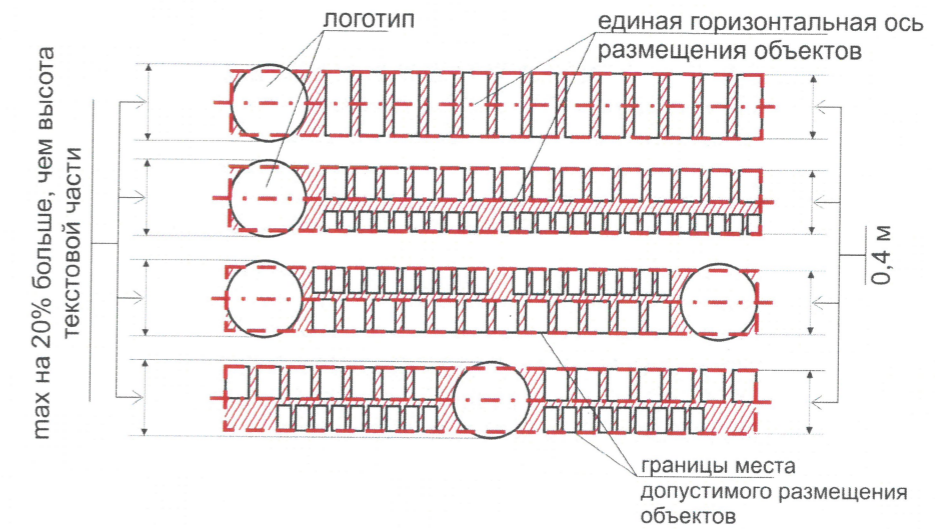 логотип
единая горизонтальная ось
размещения объектов
max на 20% больше, чем высота
текстовой части
0,4 м
границы места
допустимого размещения
объектов